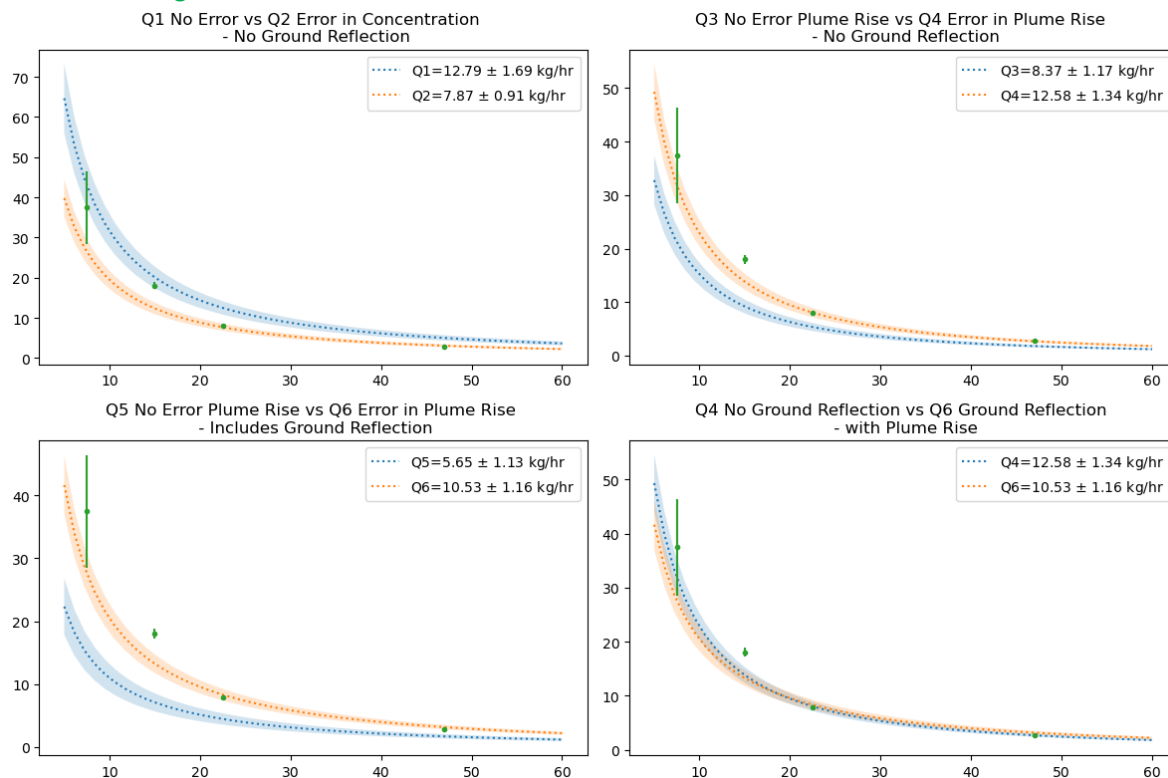 Q1 No Error vs Q2 Error in Concentration
- No Ground Reflection
Q1=12.79 ± 1.69 kg/hr
Q2=7.87 ± 0.91 kg/hr
70
60
50
40
30
20
10
0
10 20 30 40 50 60
Q3 No Error Plume Rise vs Q4 Error in Plume Rise
- No Ground Reflection
Q3=8.37 ± 1.17 kg/hr
Q4=12.58 ± 1.34 kg/hr
50
40
30
20
10
0
10 20 30 40 50 60
Q5 No Error Plume Rise vs Q6 Error in Plume Rise
- Includes Ground Reflection
Q5=5.65 ± 1.13 kg/hr
Q6=10.53 ± 1.16 kg/hr
40
30
20
10
0
10 20 30 40 50 60
Q4 No Ground Reflection vs Q6 Ground Reflection
- with Plume Rise
Q4=12.58 ± 1.34 kg/hr
Q6=10.53 ± 1.16 kg/hr
50
40
30
20
10
0
10 20 30 40 50 60